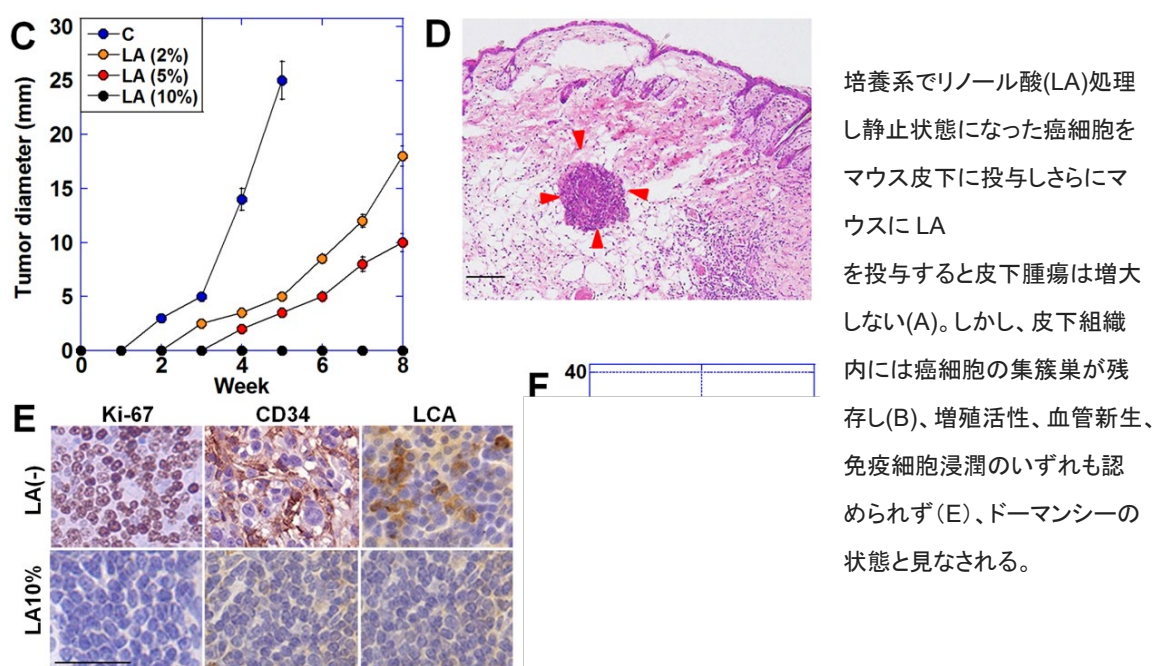 C
Tumor diameter (mm)
30
25
20
15
10
5
0
C
LA (2%)
LA (5%)
LA (10%)
0 2 4 6 8
Week
D
培養系でリノール酸(LA)処理
し静止状態になった癌細胞を
マウス皮下に投与しさらにマ
ウスに LA
を投与すると皮下腫瘍は増大
しない(A)。しかし、皮下組織
内には癌細胞の集簇巣が残
存し(B)、増殖活性、血管新生、
免疫細胞浸潤のいずれも認
められず(E)、ドーマンシーの
状態と見なされる。
E
Ki-67 CD34 LCA
LA(-)
LA10%
40